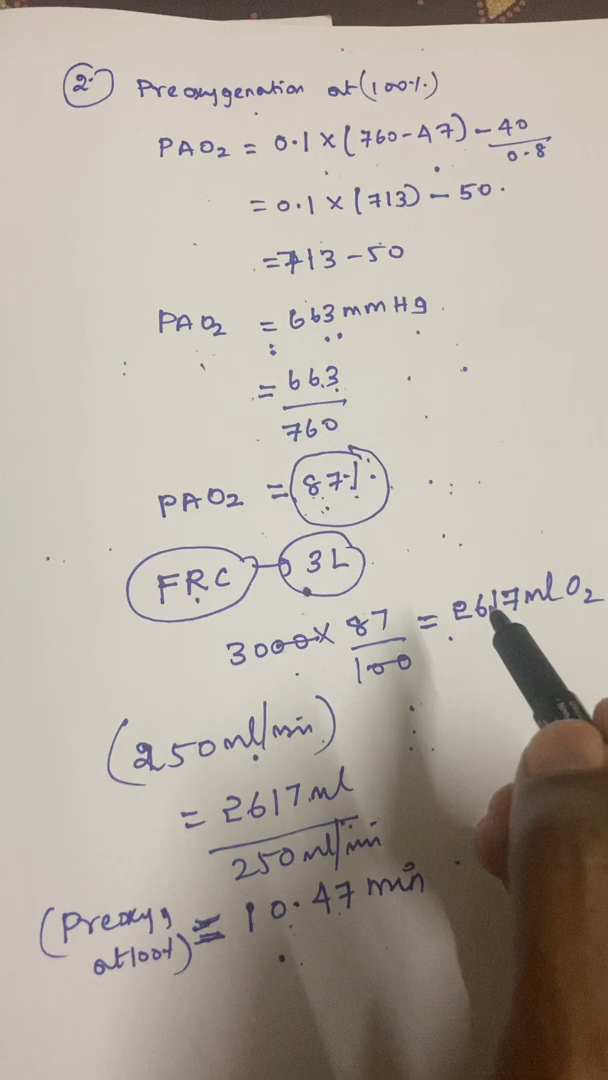 2. Preoxygenation at (100%)
PAO2 = 0.1 × (760-47) - 40/0.8
= 0.1 × (713) - 50.
= 713 - 50
PAO2 = 663 mmHg
= 663/760
PAO2 = 87%
FRC → 3L
3000 × 87/100 = 2617 ml O2
(250 ml/min)
= 2617 ml / 250 ml/min
(Preoxy, at 100%) = 10.47 min